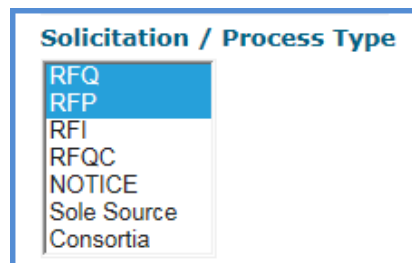 Solicitation / Process Type
RFQ
RFP
RFI
RFQC
NOTICE
Sole Source
Consortia